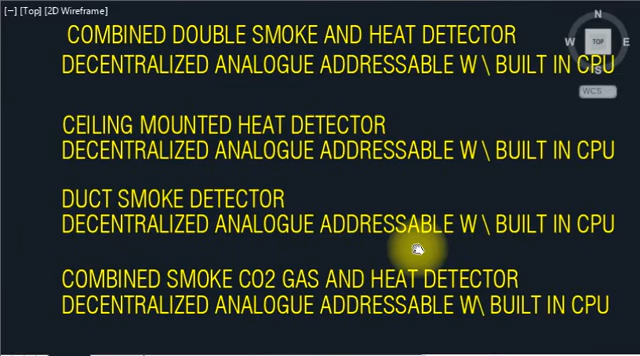 [−] [Top] [2D Wireframe]
COMBINED DOUBLE SMOKE AND HEAT DETECTOR
DECENTRALIZED ANALOGUE ADDRESSABLE W \ BUILT IN CPU
CEILING MOUNTED HEAT DETECTOR
DECENTRALIZED ANALOGUE ADDRESSABLE W \ BUILT IN CPU
DUCT SMOKE DETECTOR
DECENTRALIZED ANALOGUE ADDRESSABLE W \ BUILT IN CPU
COMBINED SMOKE CO2 GAS AND HEAT DETECTOR
DECENTRALIZED ANALOGUE ADDRESSABLE W\ BUILT IN CPU
N
W TOP E
S
WCS